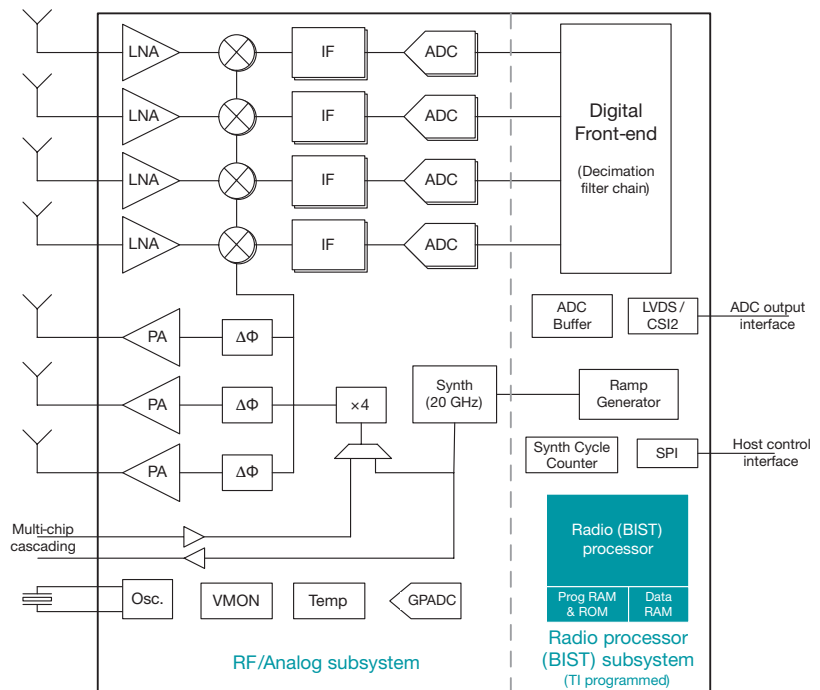 LNA
IF
ADC
LNA
IF
ADC
LNA
IF
ADC
LNA
IF
ADC
Digital
Front-end
(Decimation
filter chain)
ADC
Buffer
LVDS /
CSI2
ADC output
interface
PA
ΔΦ
PA
ΔΦ
PA
ΔΦ
×4
Synth
(20 GHz)
Ramp
Generator
Synth Cycle
Counter
SPI
Host control
interface
Multi-chip
cascading
Radio (BIST)
processor
Prog RAM
& ROM
Data
RAM
Osc.
VMON
Temp
GPADC
RF/Analog subsystem
Radio processor
(BIST) subsystem
(TI programmed)